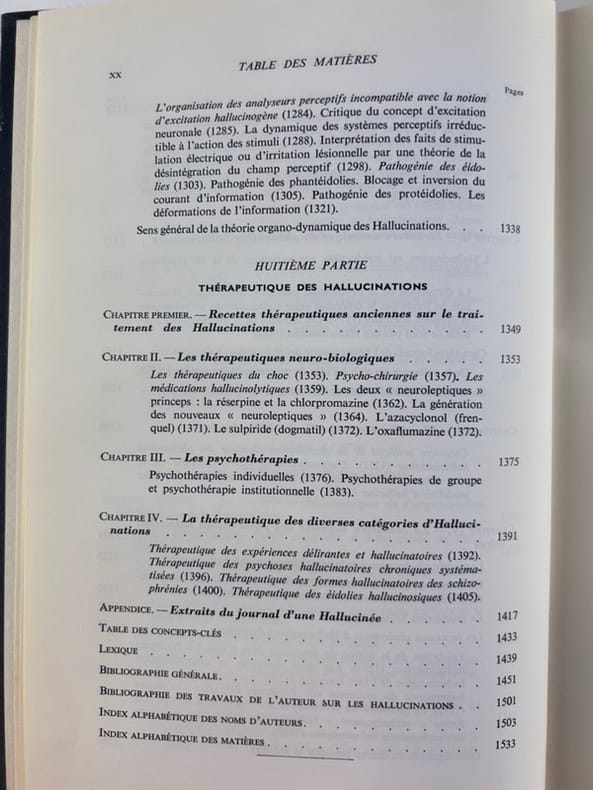 xx
TABLE DES MATIÈRES
Pages
L'organisation des analyseurs perceptifs incompatible avec la notion
d'excitation hallucinogène (1284). Critique du concept d'excitation
neuronale (1285). La dynamique des systèmes perceptifs irréduc-
tible à l'action des stimuli (1288). Interprétation des faits de stimu-
lation électrique ou d'irritation lésionnelle par une théorie de la
désintégration du champ perceptif (1298). Pathogénie des éido-
lies (1303). Pathogénie des phantéidolies. Blocage et inversion du
courant d'information (1305). Pathogénie des protéidolies. Les
déformations de l'information (1321).
Sens général de la théorie organo-dynamique des Hallucinations. . . 1338
HUITIÈME PARTIE
THÉRAPEUTIQUE DES HALLUCINATIONS
CHAPITRE PREMIER. — Recettes thérapeutiques anciennes sur le trai-
tement des Hallucinations . . . . . . . . . . 1349
CHAPITRE II. — Les thérapeutiques neuro-biologiques . . . . . 1353
Les thérapeutiques du choc (1353). Psycho-chirurgie (1357). Les
médications hallucinolytiques (1359). Les deux « neuroleptiques »
princeps : la réserpine et la chlorpromazine (1362). La génération
des nouveaux « neuroleptiques » (1364). L'azacyclonol (fren-
quel) (1371). Le sulpiride (dogmatil) (1372). L'oxaflumazine (1372).
CHAPITRE III. — Les psychothérapies . . . . . . . . . 1375
Psychothérapies individuelles (1376). Psychothérapies de groupe
et psychothérapie institutionnelle (1383).
CHAPITRE IV. — La thérapeutique des diverses catégories d'Halluci-
nations . . . . . . . . . . . . . . . . 1391
Thérapeutique des expériences délirantes et hallucinatoires (1392).
Thérapeutique des psychoses hallucinatoires chroniques systéma-
tisées (1396). Thérapeutique des formes hallucinatoires des schizo-
phrénies (1400). Thérapeutique des éidolies hallucinosiques (1405).
APPENDICE. — Extraits du journal d'une Hallucinée . . . . . 1417
TABLE DES CONCEPTS-CLÉS . . . . . . . . . . . . 1433
LEXIQUE . . . . . . . . . . . . . . . . 1439
BIBLIOGRAPHIE GÉNÉRALE. . . . . . . . . . . . . 1451
BIBLIOGRAPHIE DES TRAVAUX DE L'AUTEUR SUR LES HALLUCINATIONS . . 1501
INDEX ALPHABÉTIQUE DES NOMS D'AUTEURS. . . . . . . . . 1503
INDEX ALPHABÉTIQUE DES MATIÈRES . . . . . . . . . . . 1533